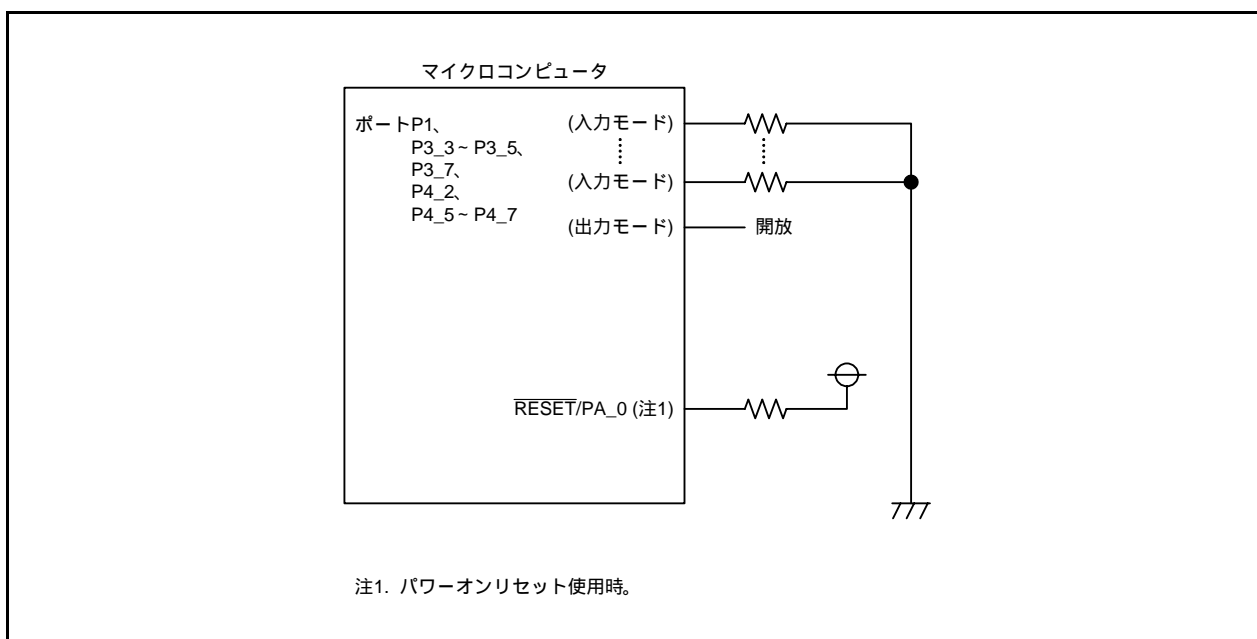 マイクロコンピュータ
ポートP1、
P3_3~P3_5、
P3_7、
P4_2、
P4_5~P4_7
(入力モード)
(入力モード)
(出力モード)
開放
RESET/PA_0 (注1)
注1. パワーオンリセット使用時。